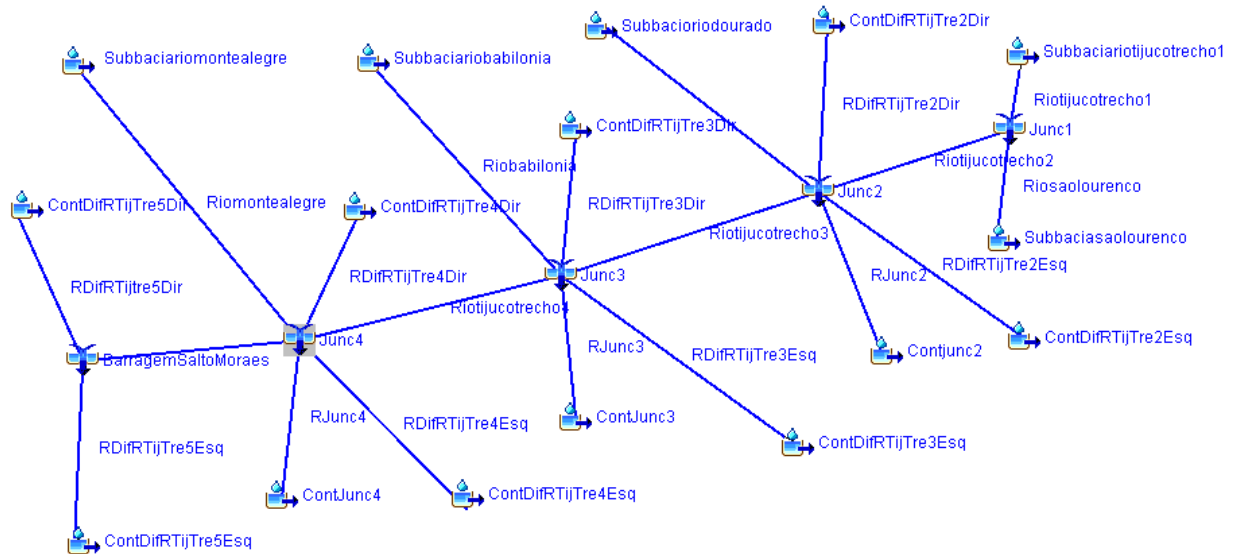 Subbacioriodourado
ContDifRTijTre2Dir
Subbaciariomontealegre
Subbaciariobabilonia
Subbaciariotijucotrecho1
RDifRTijTre2Dir
Riotijucotrecho1
ContDifRTijTre3Dir
Junc1
Riobabilonia
Riotijucotrecho2
Junc2
Riosaolourenco
ContDifRTijTre5Dir
Riomontealegre
ContDifRTijTre4Dir
RDifRTijTre3Dir
Riotijucotrecho3
Subbaciasaolourenco
RDifRTijTre2Esq
RDifRTijtre5Dir
RDifRTijTre4Dir
Junc3
RJunc2
Riotijucotrecho4
Junc4
ContDifRTijTre2Esq
BarragemSaltoMoraes
RJunc3
RDifRTijTre3Esq
Contjunc2
RJunc4
RDifRTijTre4Esq
ContJunc3
RDifRTijTre5Esq
ContDifRTijTre3Esq
ContJunc4
ContDifRTijTre4Esq
ContDifRTijTre5Esq